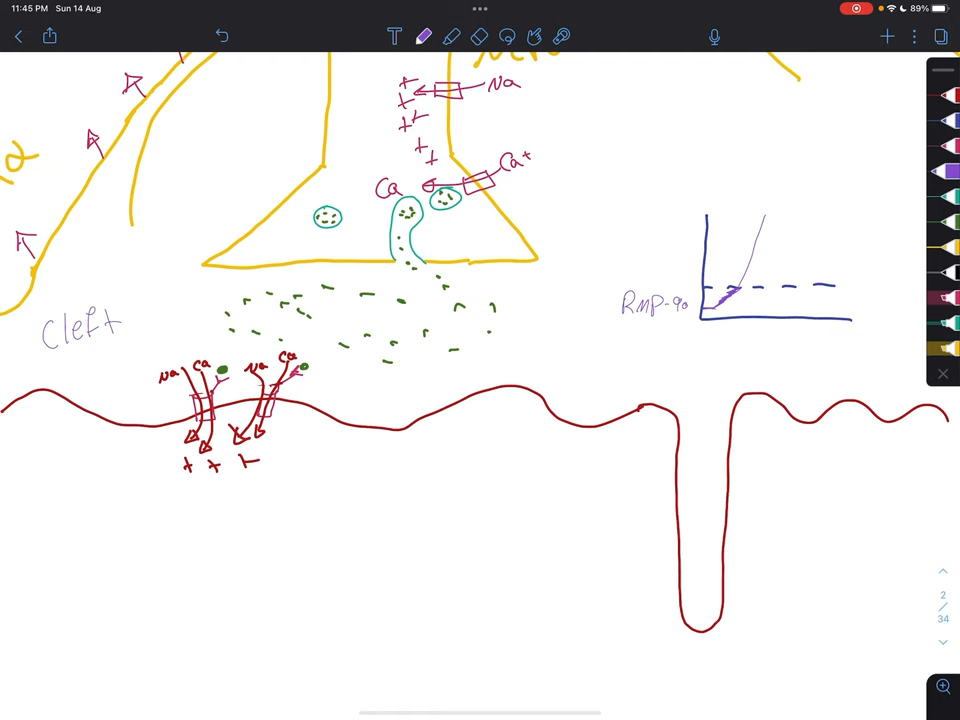 11:45 PM Sun 14 Aug
89%
T
Na
Ca+
Ca
RMP-90
Cleft
Na Ca Na Ca
+ + +
2
/
34